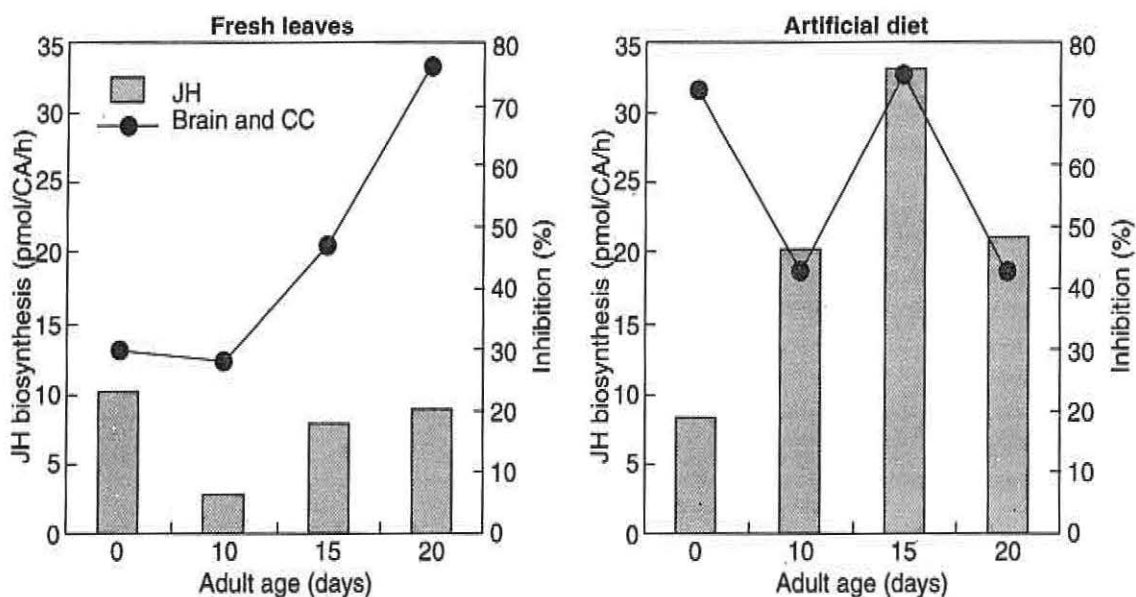 Fresh leaves
35
30
25
20
15
10
5
0
JH biosynthesis (pmol/CA/h)
JH
Brain and CC
80
70
60
50
40
30
20
10
0
Inhibition (%)
0 10 15 20
Adult age (days)
Artificial diet
35
30
25
20
15
10
5
0
JH biosynthesis (pmol/CA/h)
80
70
60
50
40
30
20
10
0
Inhibition (%)
0 10 15 20
Adult age (days)